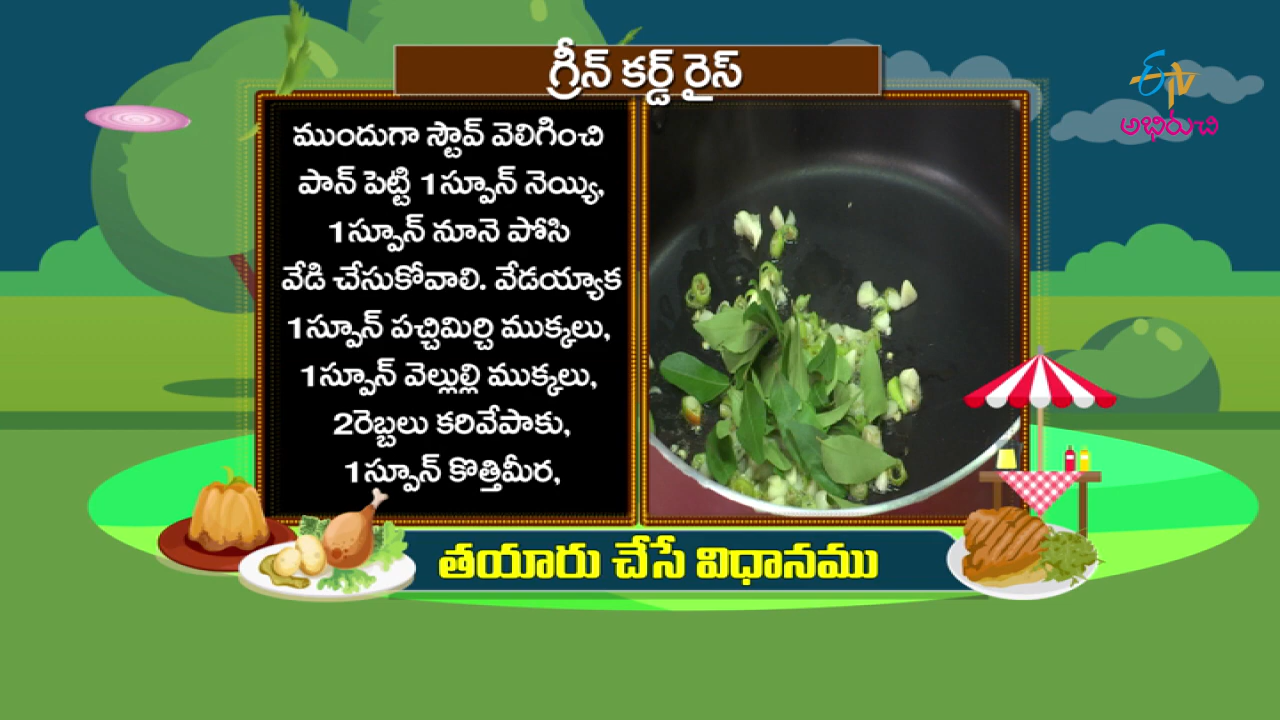 గ్రీన్ కర్డ్ రైస్
ETV
అభిరుచి
ముందుగా స్టౌవ్ వెలిగించి
పాన్ పెట్టి 1స్పూన్ నెయ్యి,
1స్పూన్ నూనె పోసి
వేడి చేసుకోవాలి. వేడయ్యాక
1స్పూన్ పచ్చిమిర్చి ముక్కలు,
1స్పూన్ వెల్లుల్లి ముక్కలు,
2రెబ్బలు కరివేపాకు,
1స్పూన్ కొత్తిమీర,
తయారు చేసే విధానము